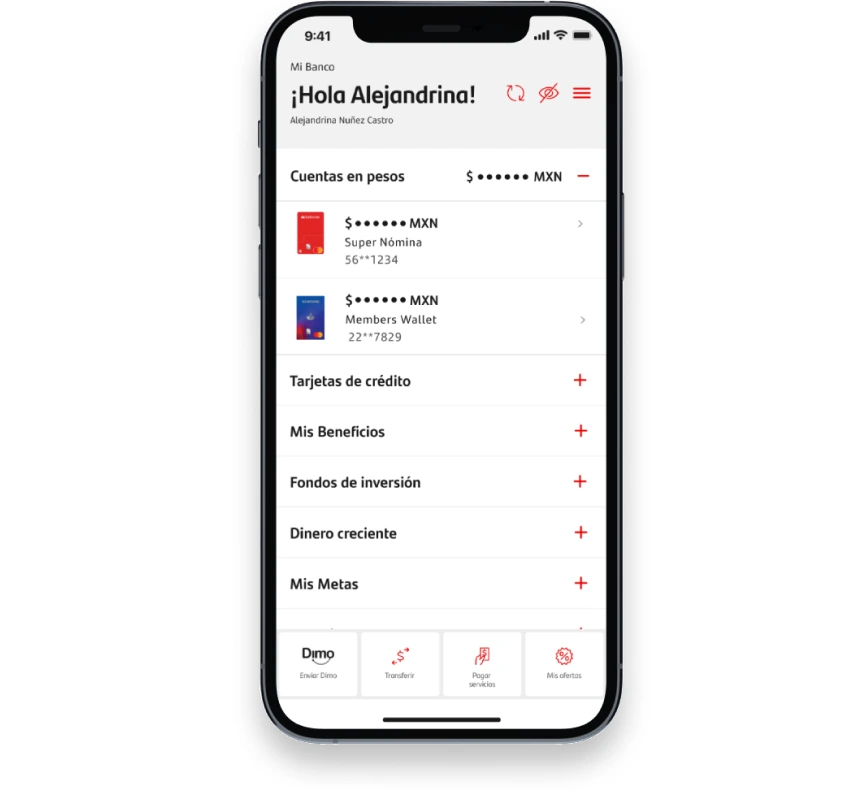 9:41
Mi Banco
¡Hola Alejandrina!
Alejandrina Nuñez Castro
Cuentas en pesos $ •••••• MXN
$•••••• MXN
Super Nómina
56**1234
$•••••• MXN
Members Wallet
22**7829
Tarjetas de crédito
Mis Beneficios
Fondos de inversión
Dinero creciente
Mis Metas
Dimo
Enviar Dimo
Transferir
Pagar
servicios
Mis ofertas